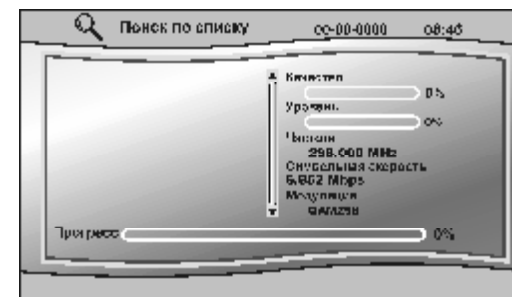 Поиск по списку 00-00-0000 08:46
Качество
0%
Уровень
0%
Частота
298.000 MHz
Символьная скорость
6.952 Mbps
Модуляция
QAM256
Прогресс 0%